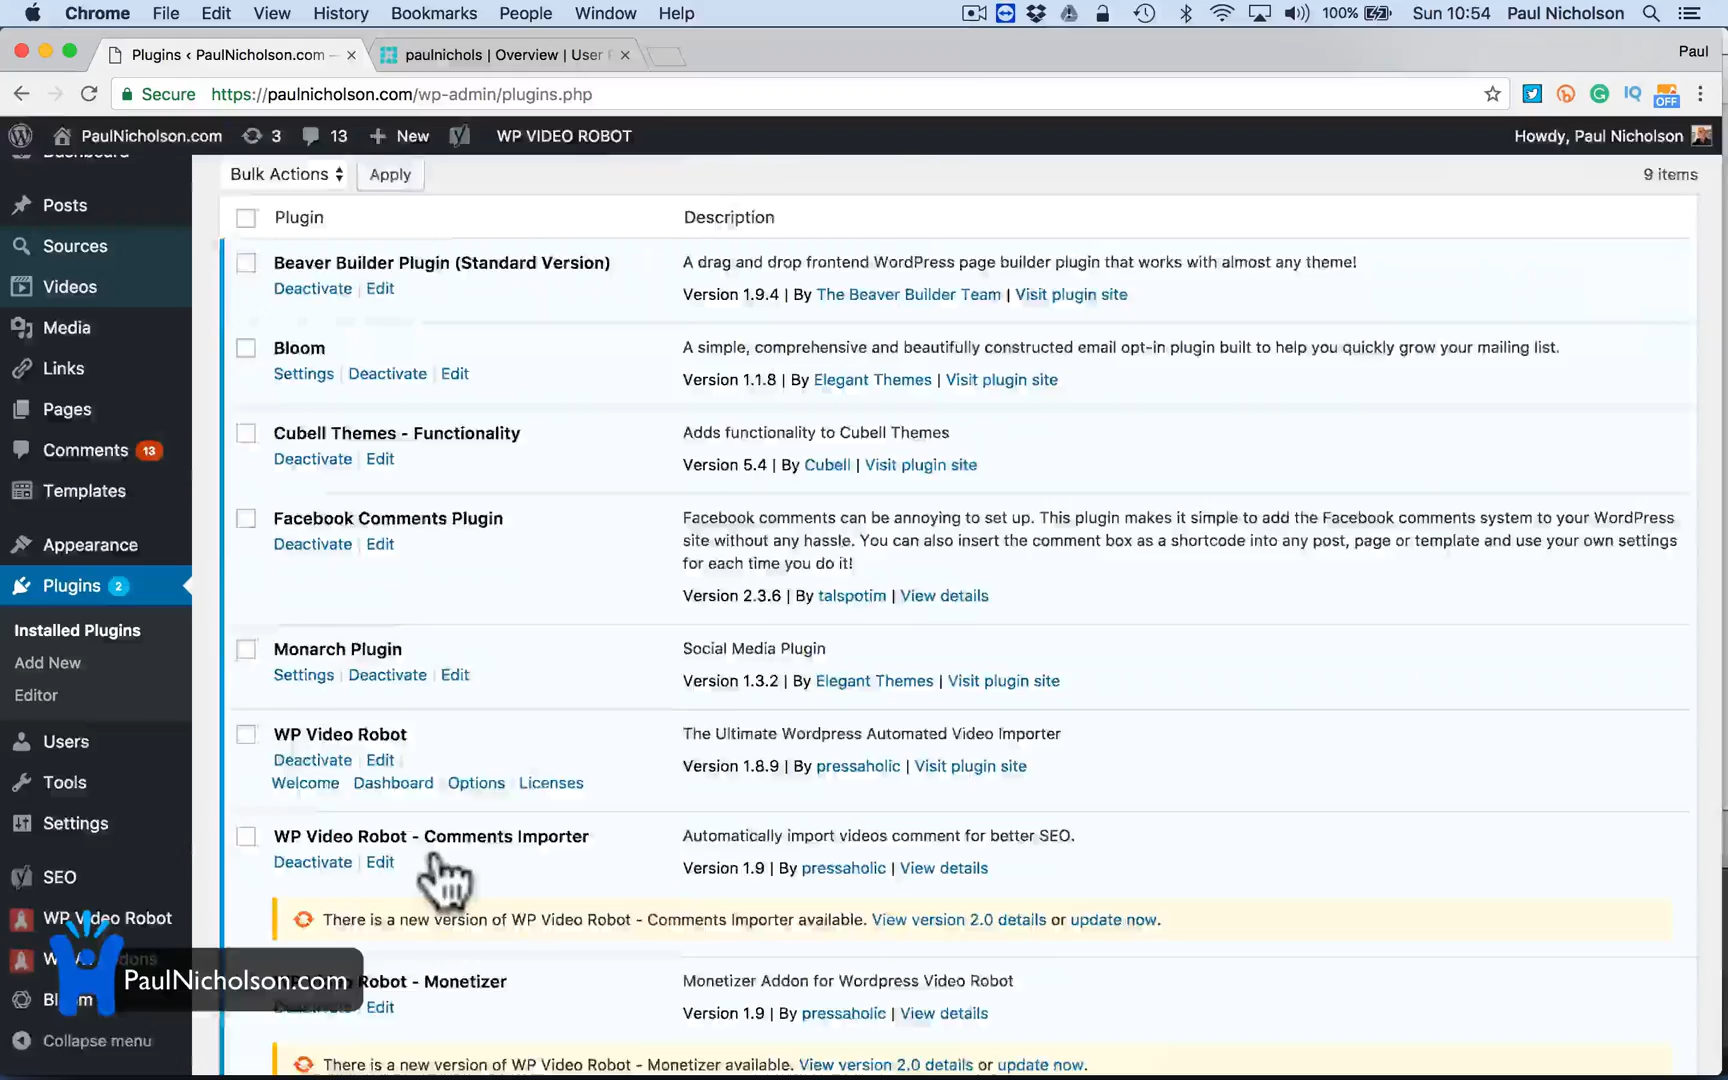 Chrome File Edit View History Bookmarks People Window Help 100% Sun 10:54 Paul Nicholson
Plugins ‹ PaulNicholson.com — paulnichols | Overview | User Paul
Secure https://paulnicholson.com/wp-admin/plugins.php OFF
PaulNicholson.com 3 13 New WP VIDEO ROBOT Howdy, Paul Nicholson
Dashboard
Posts
Sources
Videos
Media
Links
Pages
Comments 13
Templates
Appearance
Plugins 2
Installed Plugins
Add New
Editor
Users
Tools
Settings
SEO
WP Video Robot
Collapse menu
Bulk Actions Apply 9 items
Plugin Description
Beaver Builder Plugin (Standard Version) A drag and drop frontend WordPress page builder plugin that works with almost any theme!
Deactivate | Edit Version 1.9.4 | By The Beaver Builder Team | Visit plugin site
Bloom A simple, comprehensive and beautifully constructed email opt-in plugin built to help you quickly grow your mailing list.
Settings | Deactivate | Edit Version 1.1.8 | By Elegant Themes | Visit plugin site
Cubell Themes - Functionality Adds functionality to Cubell Themes
Deactivate | Edit Version 5.4 | By Cubell | Visit plugin site
Facebook Comments Plugin Facebook comments can be annoying to set up. This plugin makes it simple to add the Facebook comments system to your WordPress
Deactivate | Edit site without any hassle. You can also insert the comment box as a shortcode into any post, page or template and use your own settings
for each time you do it!
Version 2.3.6 | By talspotim | View details
Monarch Plugin Social Media Plugin
Settings | Deactivate | Edit Version 1.3.2 | By Elegant Themes | Visit plugin site
WP Video Robot The Ultimate Wordpress Automated Video Importer
Deactivate | Edit Version 1.8.9 | By pressaholic | Visit plugin site
Welcome Dashboard Options Licenses
WP Video Robot - Comments Importer Automatically import videos comment for better SEO.
Deactivate | Edit Version 1.9 | By pressaholic | View details
There is a new version of WP Video Robot - Comments Importer available. View version 2.0 details or update now.
Robot - Monetizer Monetizer Addon for Wordpress Video Robot
Deactivate | Edit Version 1.9 | By pressaholic | View details
There is a new version of WP Video Robot - Monetizer available. View version 2.0 details or update now.
PaulNicholson.com